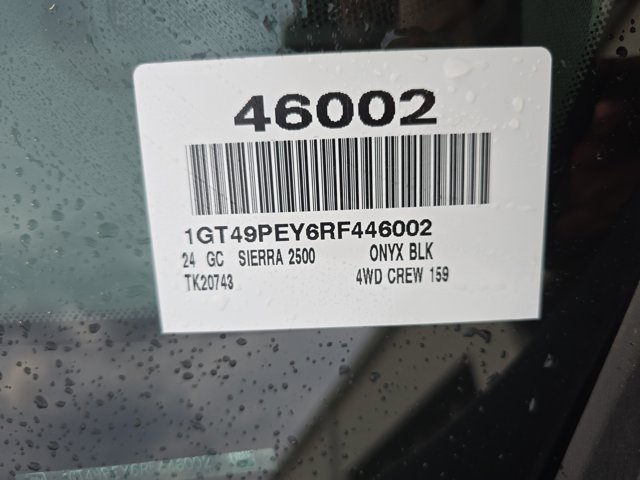 46002
1GT49PEY6RF446002
24 GC SIERRA 2500 ONYX BLK
TK20743 4WD CREW 159